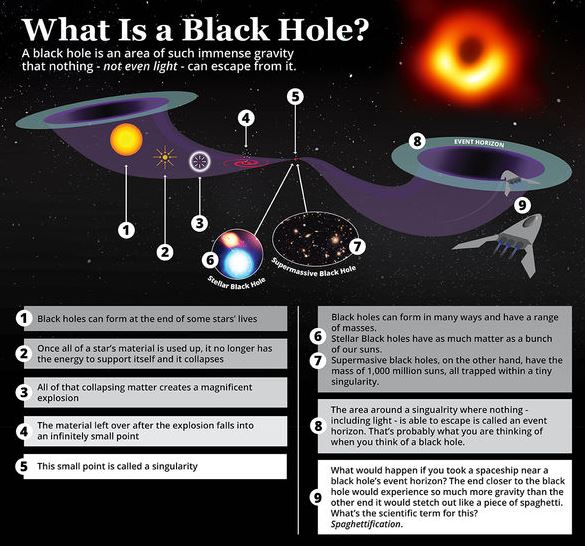 What Is a Black Hole?
A black hole is an area of such immense gravity
that nothing - not even light - can escape from it.
5
4
8
EVENT HORIZON
9
1
2
3
6
Stellar Black Hole
7
Supermassive Black Hole
1
Black holes can form at the end of some stars' lives
2
Once all of a star's material is used up, it no longer has
the energy to support itself and it collapses
3
All of that collapsing matter creates a magnificent
explosion
4
The material left over after the explosion falls into
an infinitely small point
5
This small point is called a singularity
6
7
Black holes can form in many ways and have a range
of masses.
Stellar Black holes have as much matter as a bunch
of our suns.
Supermasive black holes, on the other hand, have the
mass of 1,000 million suns, all trapped within a tiny
singularity.
8
The area around a singualrity where nothing -
including light - is able to escape is called an event
horizon. That's probably what you are thinking of
when you think of a black hole.
9
What would happen if you took a spaceship near a
black hole's event horizon? The end closer to the black
hole would experience so much more gravity than the
other end it would stetch out like a piece of spaghetti.
What's the scientific term for this?
Spaghettification.